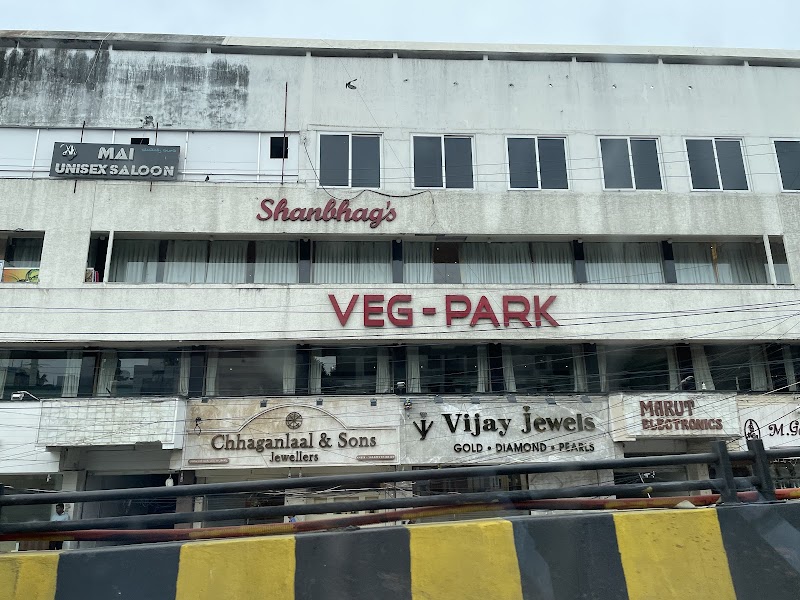 MAI
UNISEX SALOON
Shanbhag's
VEG - PARK
Chhaganlaal & Sons
Jewellers
Vijay Jewels
GOLD • DIAMOND • PEARLS
MARUT
ELECTRONICS
M.